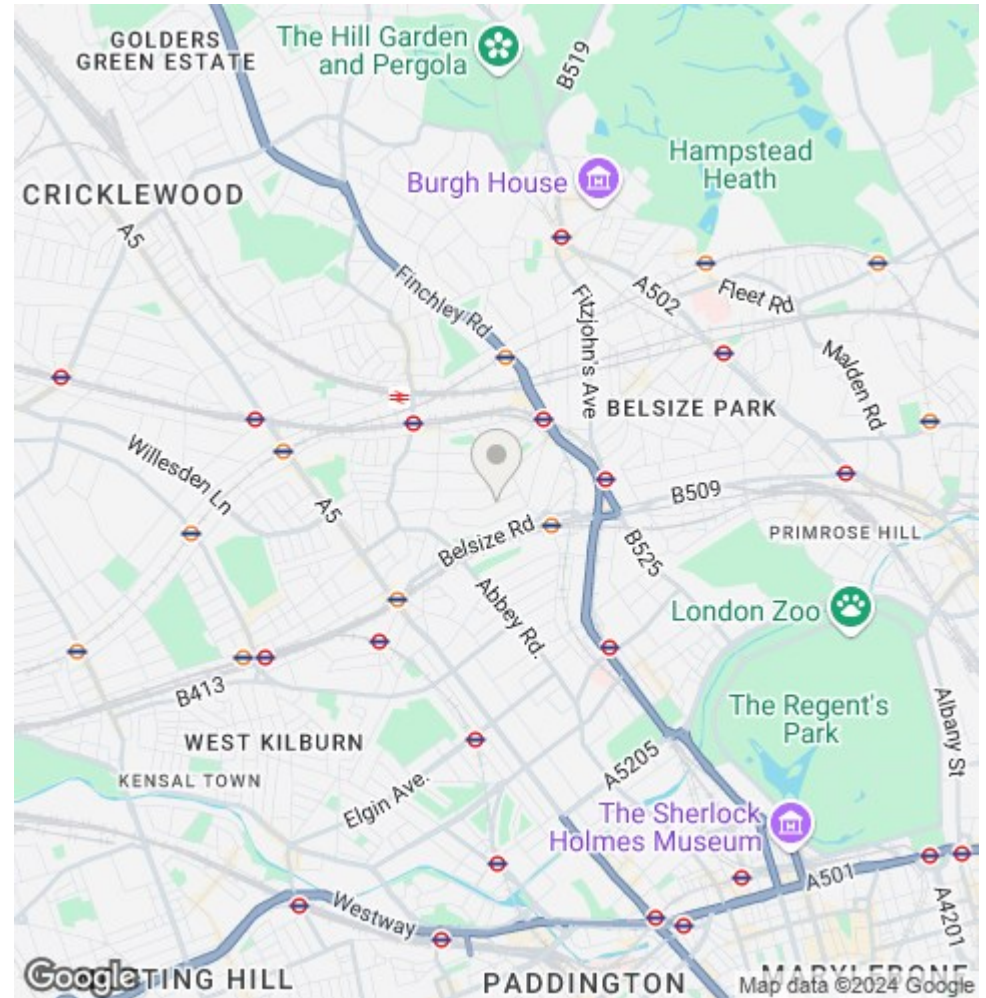 GOLDERS
GREEN ESTATE
The Hill Garden
and Pergola
B519
Hampstead
Heath
Burgh House
CRICKLEWOOD
A5
Finchley Rd
A502
Fleet Rd
Fitzjohn's Ave
Malden Rd
BELSIZE PARK
Willesden Ln
A5
B509
Belsize Rd
B525
PRIMROSE HILL
Abbey Rd.
London Zoo
B413
The Regent's
Park
Albany St
WEST KILBURN
KENSAL TOWN
A5205
Elgin Ave.
The Sherlock
Holmes Museum
A501
Westway
A4201
Google
TING HILL
PADDINGTON
MARYLEBONE
Map data ©2024 Google